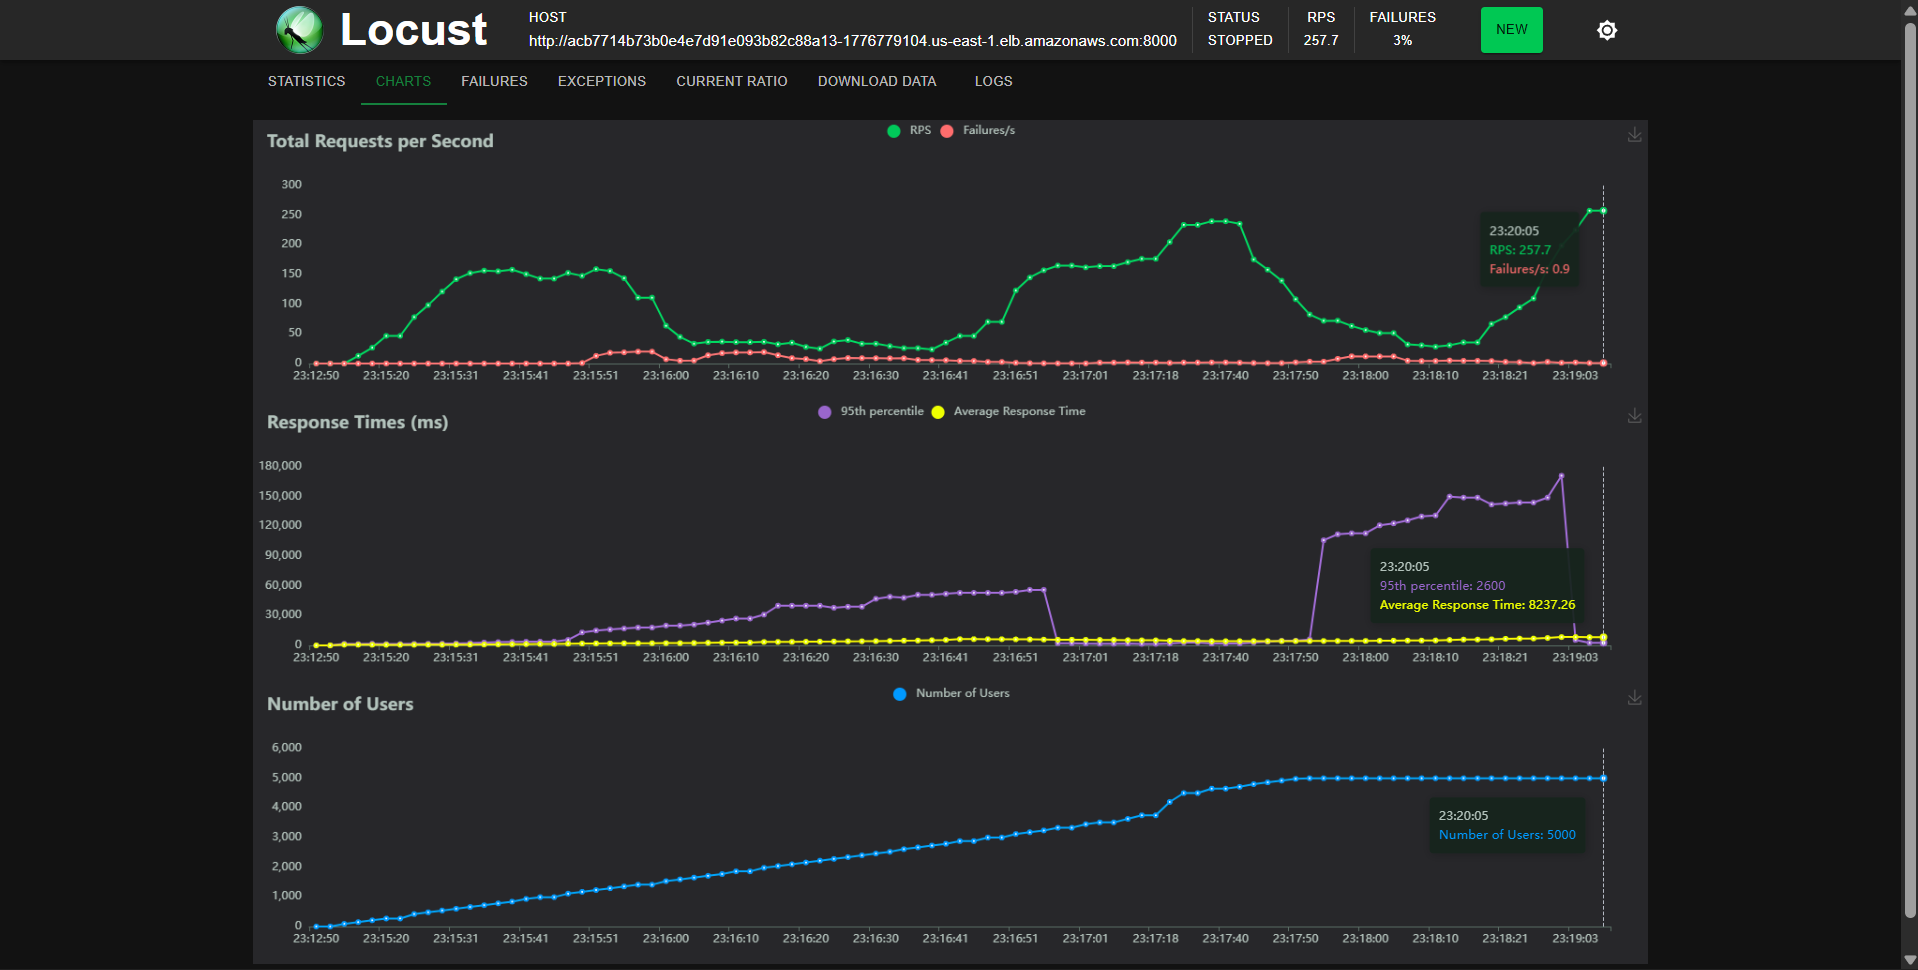 Locust
HOST
http://acb7714b73b0e4e7d91e093b82c88a13-1776779104.us-east-1.elb.amazonaws.com:8000
STATUS
STOPPED
RPS
257.7
FAILURES
3%
NEW
STATISTICS CHARTS FAILURES EXCEPTIONS CURRENT RATIO DOWNLOAD DATA LOGS
Total Requests per Second
RPS Failures/s
300
250
200
150
100
50
0
23:20:05
RPS: 257.7
Failures/s: 0.9
23:12:50 23:15:20 23:15:31 23:15:41 23:15:51 23:16:00 23:16:10 23:16:20 23:16:30 23:16:41 23:16:51 23:17:01 23:17:18 23:17:40 23:17:50 23:18:00 23:18:10 23:18:21 23:19:03
Response Times (ms)
95th percentile Average Response Time
180,000
150,000
120,000
90,000
60,000
30,000
0
23:20:05
95th percentile: 2600
Average Response Time: 8237.26
23:12:50 23:15:20 23:15:31 23:15:41 23:15:51 23:16:00 23:16:10 23:16:20 23:16:30 23:16:41 23:16:51 23:17:01 23:17:18 23:17:40 23:17:50 23:18:00 23:18:10 23:18:21 23:19:03
Number of Users
Number of Users
6,000
5,000
4,000
3,000
2,000
1,000
0
23:20:05
Number of Users: 5000
23:12:50 23:15:20 23:15:31 23:15:41 23:15:51 23:16:00 23:16:10 23:16:20 23:16:30 23:16:41 23:16:51 23:17:01 23:17:18 23:17:40 23:17:50 23:18:00 23:18:10 23:18:21 23:19:03